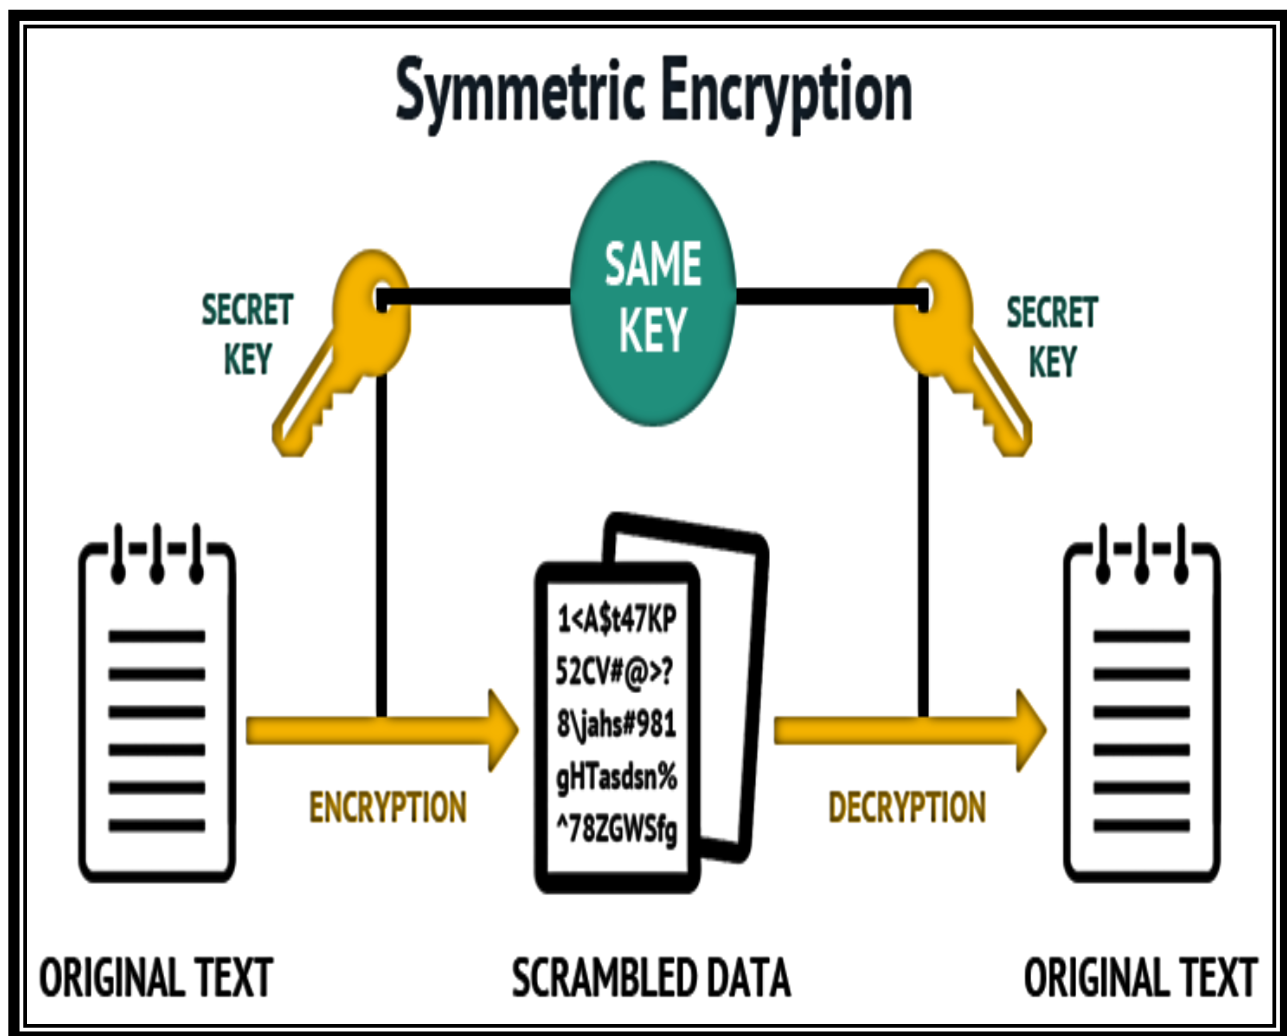 Symmetric Encryption
SAME
KEY
SECRET
KEY
SECRET
KEY
1<A$t47KP
52CV#@>?
8\jahs#981
gHTasdsn%
^78ZGWSfg
ENCRYPTION
DECRYPTION
ORIGINAL TEXT
SCRAMBLED DATA
ORIGINAL TEXT